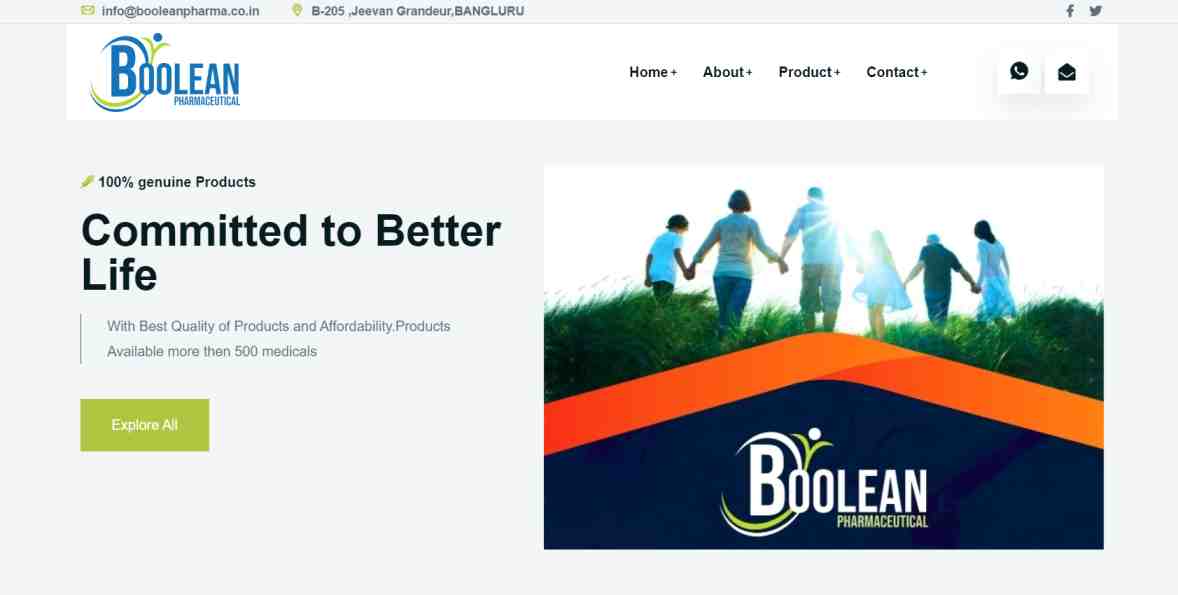 info@booleanpharma.co.in B-205 ,Jeevan Grandeur,BANGLURU
BOOLEAN
PHARMACEUTICAL
Home+ About+ Product+ Contact+
100% genuine Products
Committed to Better
Life
With Best Quality of Products and Affordability.Products
Available more then 500 medicals
Explore All
BOOLEAN
PHARMACEUTICAL